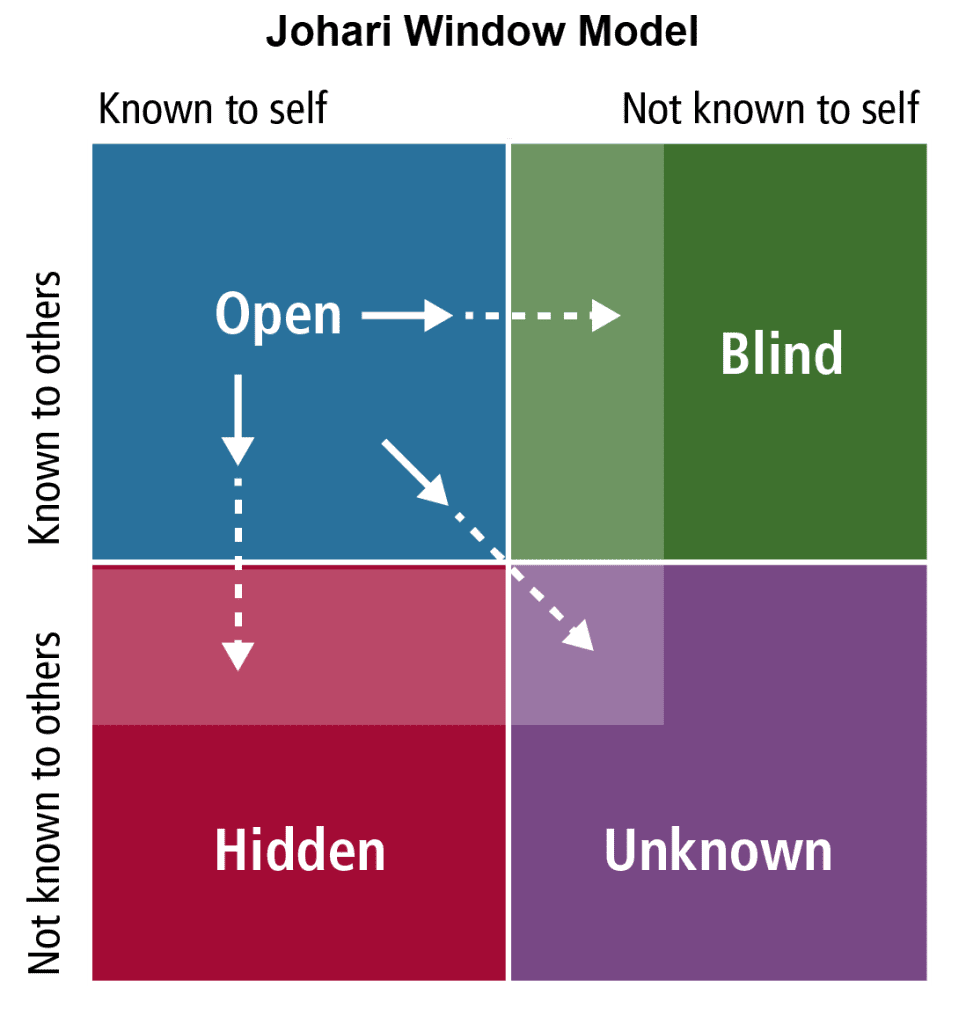 Johari Window Model
Known to self
Not known to self
Known to others
Open
Blind
Not known to others
Hidden
Unknown